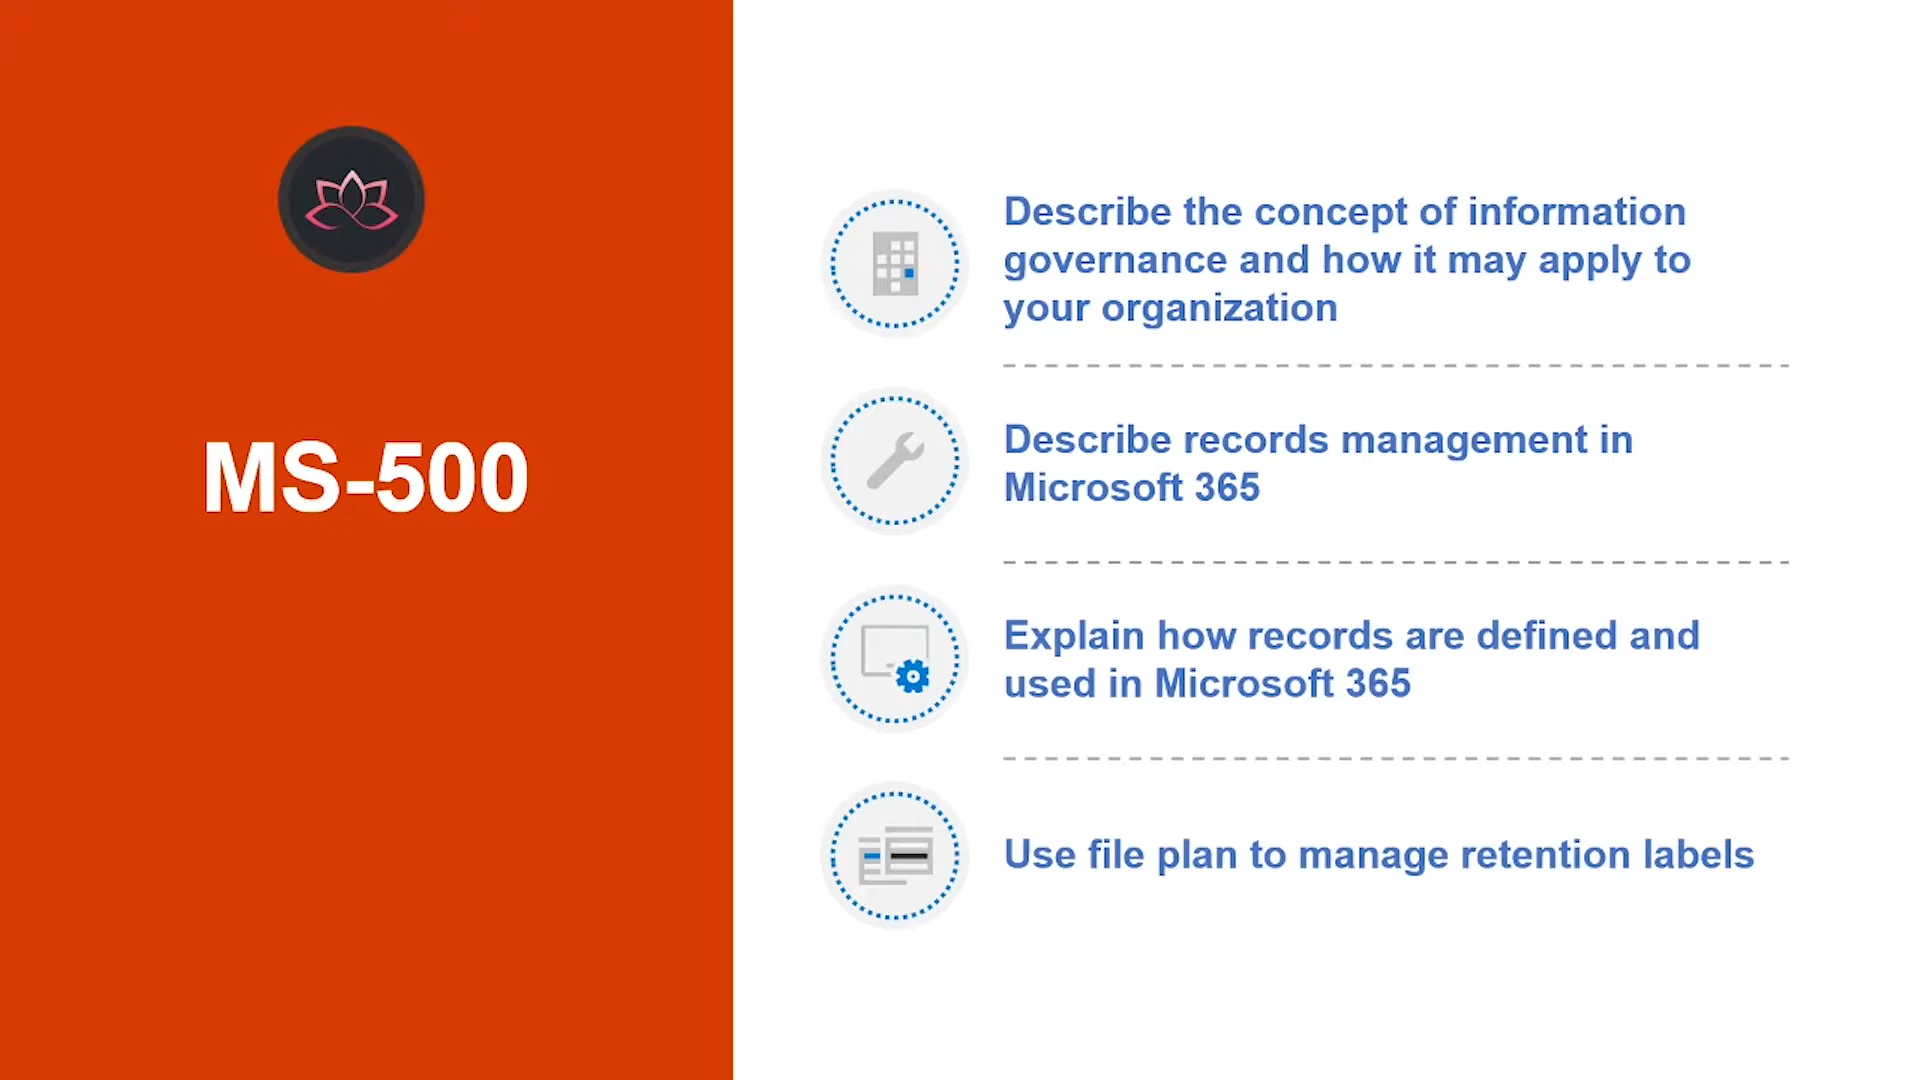 MS-500
Describe the concept of information
governance and how it may apply to
your organization
Describe records management in
Microsoft 365
Explain how records are defined and
used in Microsoft 365
Use file plan to manage retention labels